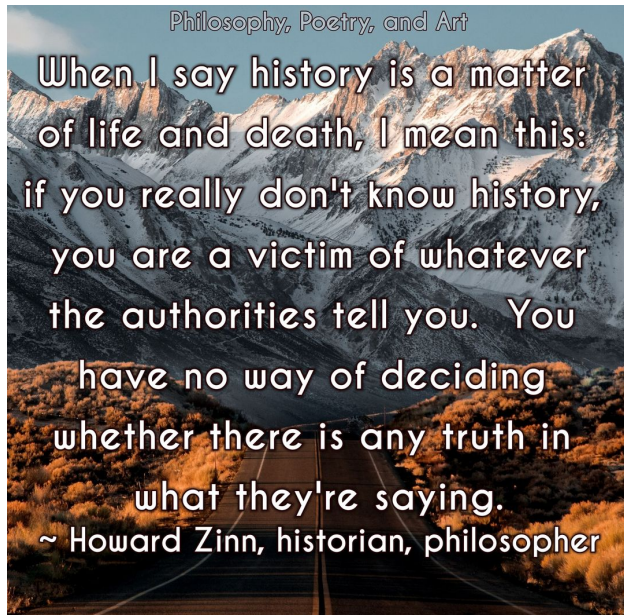 Philosophy, Poetry, and Art
When I say history is a matter
of life and death, I mean this:
if you really don't know history,
you are a victim of whatever
the authorities tell you. You
have no way of deciding
whether there is any truth in
what they're saying.
~ Howard Zinn, historian, philosopher